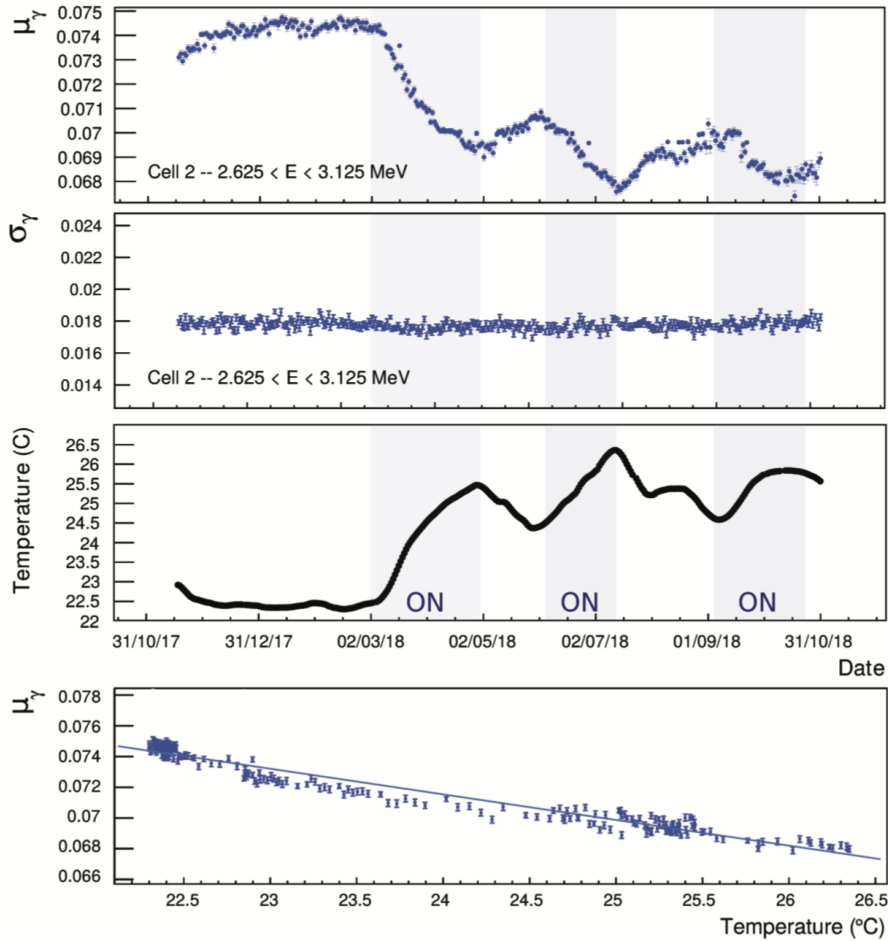 μγ
0.075
0.074
0.073
0.072
0.071
0.07
0.069
0.068
Cell 2 -- 2.625 < E < 3.125 MeV
σγ
0.024
0.022
0.02
0.018
0.016
0.014
Cell 2 -- 2.625 < E < 3.125 MeV
Temperature (C)
26.5
26
25.5
25
24.5
24
23.5
23
22.5
22
ON ON ON
31/10/17 31/12/17 02/03/18 02/05/18 02/07/18 01/09/18 31/10/18
Date
μγ
0.078
0.076
0.074
0.072
0.07
0.068
0.066
22.5 23 23.5 24 24.5 25 25.5 26 26.5
Temperature (°C)